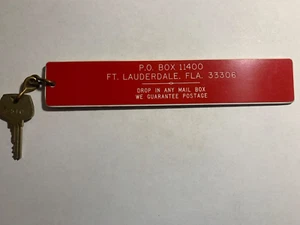 P.O. BOX 11400
FT. LAUDERDALE, FLA. 33306
DROP IN ANY MAIL BOX
WE GUARANTEE POSTAGE